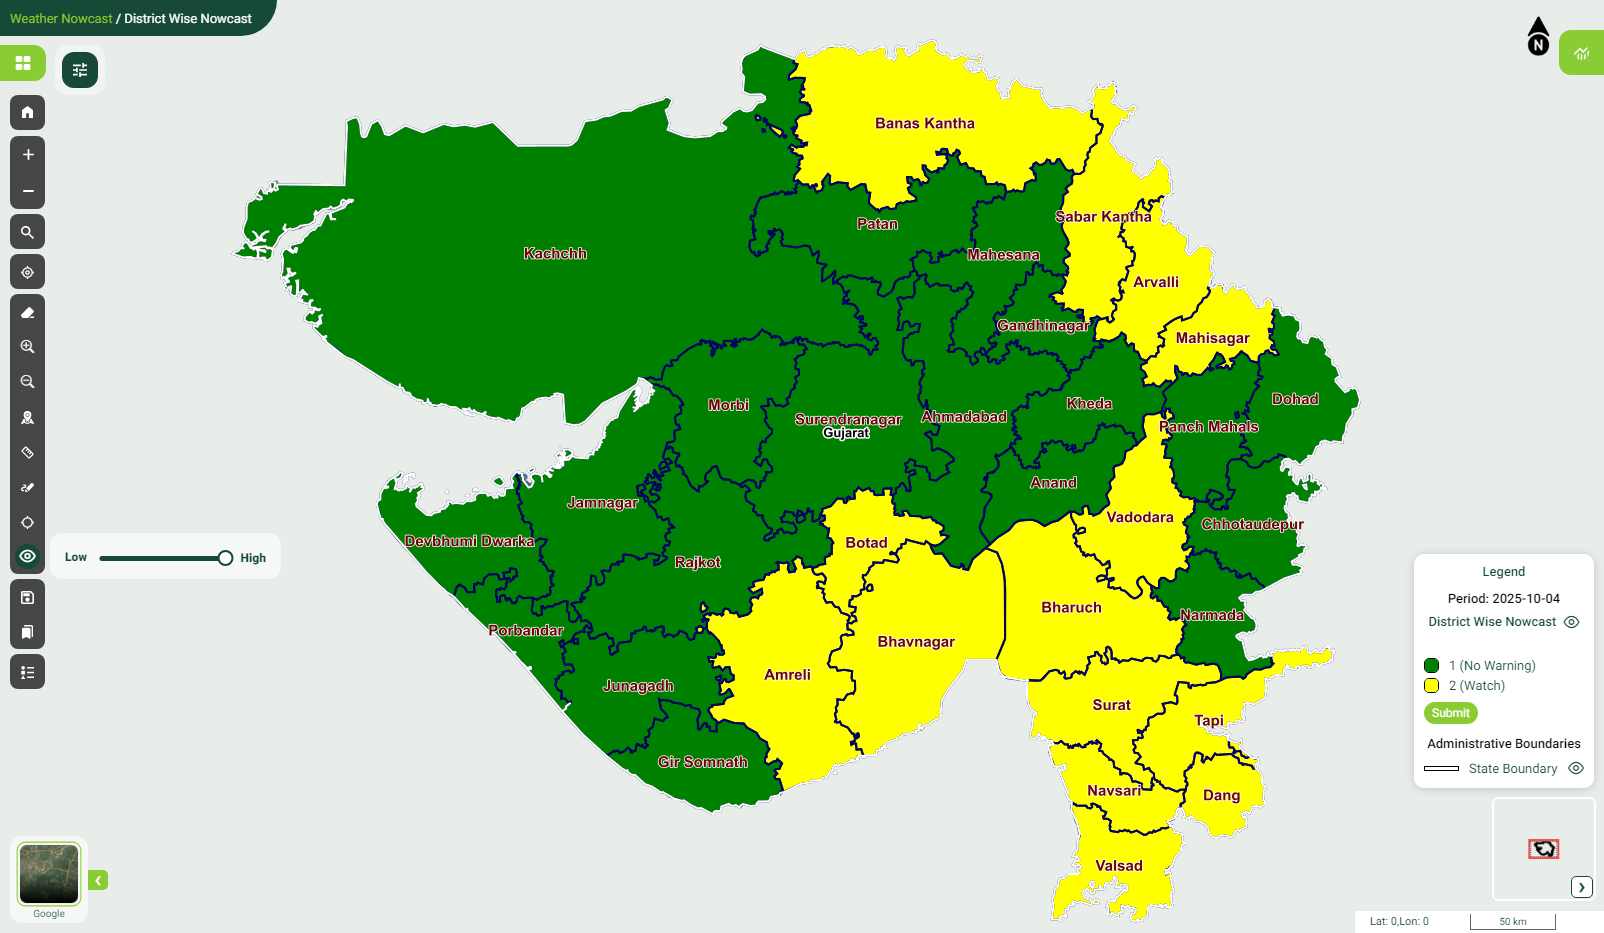 Weather Nowcast / District Wise Nowcast
N
Banas Kantha
Sabar Kantha
Patan
Kachchh
Mahesana
Arvalli
Gandhinagar
Mahisagar
Dohad
Morbi
Kheda
Surendranagar
Ahmadabad
Panch Mahals
Gujarat
Anand
Jamnagar
Vadodara
Chhotaudepur
Devbhumi Dwarka
Botad
Low
High
Rajkot
Bharuch
Narmada
Porbandar
Bhavnagar
Amreli
Junagadh
Surat
Tapi
Gir Somnath
Navsari
Dang
Valsad
Legend
Period: 2025-10-04
District Wise Nowcast
1 (No Warning)
2 (Watch)
Submit
Administrative Boundaries
State Boundary
Google
Lat: 0,Lon: 0
50 km